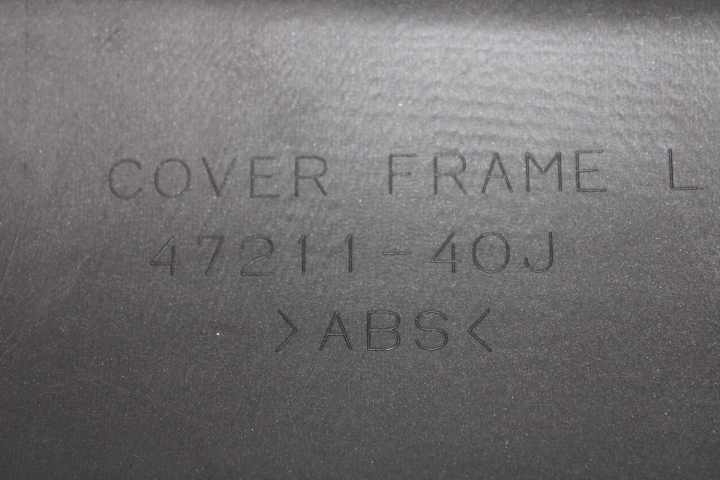 COVER FRAME L
47211-40J
>ABS<